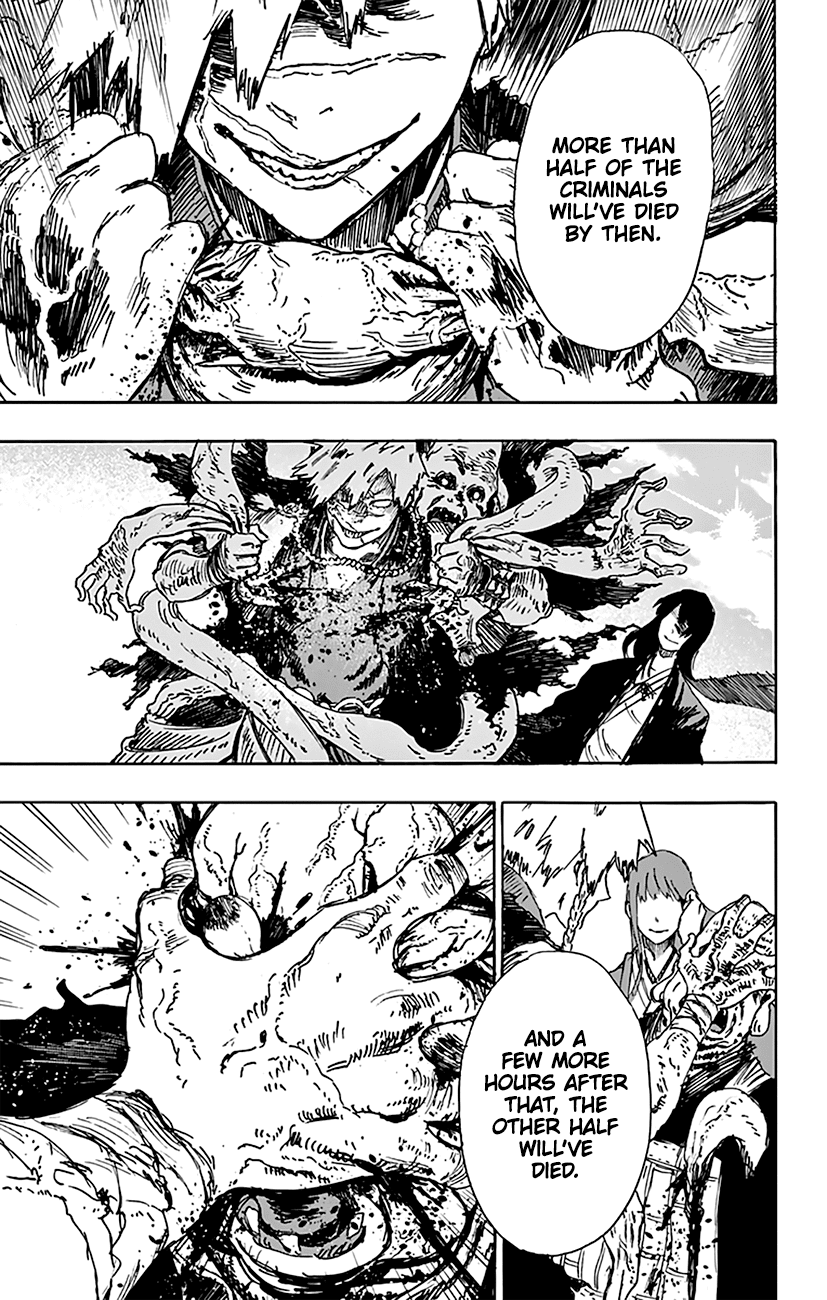 MORE THAN
HALF OF THE
CRIMINALS
WILL'VE DIED
BY THEN.
AND A
FEW MORE
HOURS AFTER
THAT, THE
OTHER HALF
WILL'VE
DIED.